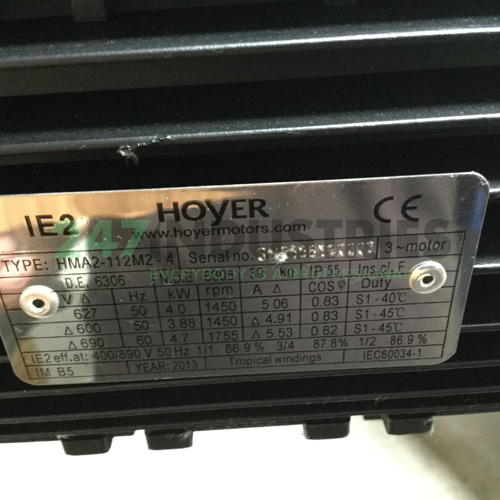 IE2 HOYER CE
www.hoyermotors.com
TYPE: HMA2-112M2-4 Serial no. 3~motor
D.E. 6306 N.D.E. 6306 39 kg IP 55 Ins.cl.F
V Δ Hz kW rpm A Δ COS φ Duty
627 50 4.0 1450 5.06 0.83 S1 -40°C
Δ 600 50 3.88 1450 Δ 4.91 0.83 S1 -45°C
Δ 690 60 4.7 1755 Δ 5.53 0.82 S1 -45°C
IE2 eff.at: 400/690 V 50 Hz 1/1 86.9 % 3/4 87.8% 1/2 86.9 %
IM B5 YEAR: 2013 Tropical windings IEC60034-1
247 INDUSTRIES